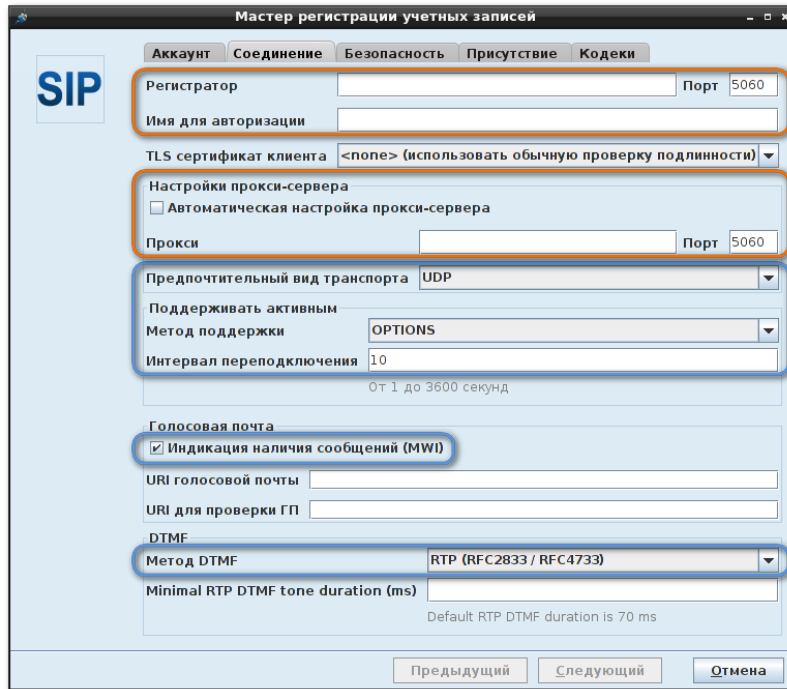 Мастер регистрации учетных записей
SIP
Аккаунт Соединение Безопасность Присутствие Кодеки
Регистратор Порт 5060
Имя для авторизации
TLS сертификат клиента <none> (использовать обычную проверку подлинности)
Настройки прокси-сервера
Автоматическая настройка прокси-сервера
Прокси Порт 5060
Предпочтительный вид транспорта UDP
Поддерживать активным
Метод поддержки OPTIONS
Интервал переподключения 10
От 1 до 3600 секунд
Голосовая почта
Индикация наличия сообщений (MWI)
URI голосовой почты
URI для проверки ГП
DTMF
Метод DTMF RTP (RFC2833 / RFC4733)
Minimal RTP DTMF tone duration (ms)
Default RTP DTMF duration is 70 ms
Предыдущий Следующий Отмена